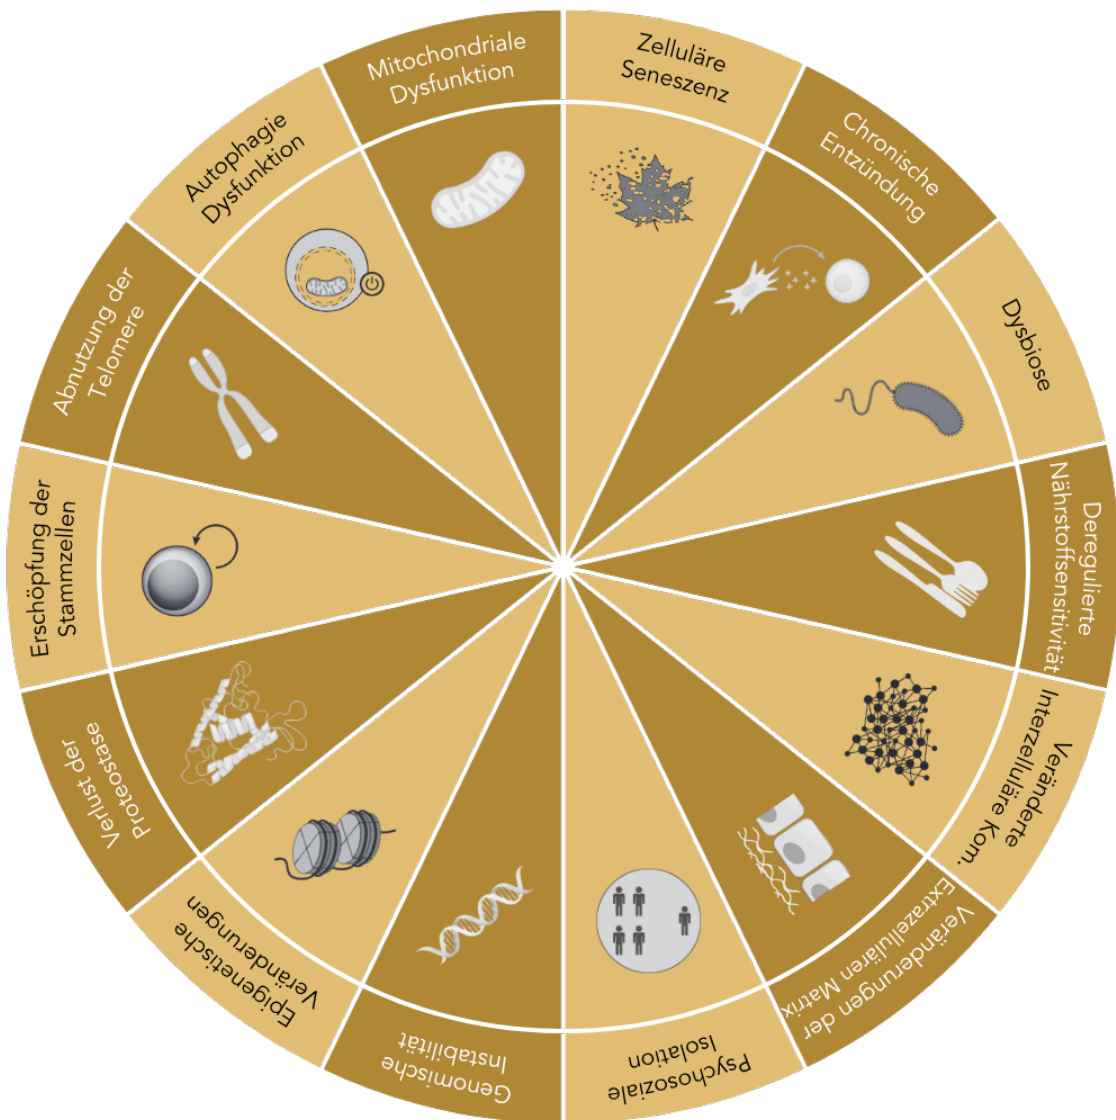 Zelluläre
Seneszenz
Chronische
Entzündung
Dysbiose
Deregulierte
Nährstoffsensitivität
Veränderte
Interzelluläre Kom.
Veränderungen der
Extrazellulären Matrix
Psychosoziale
Isolation
Genomische
Instabilität
Epigenetische
Veränderungen
Verlust der
Proteostase
Erschöpfung der
Stammzellen
Abnutzung der
Telomere
Autophagie
Dysfunktion
Mitochondriale
Dysfunktion